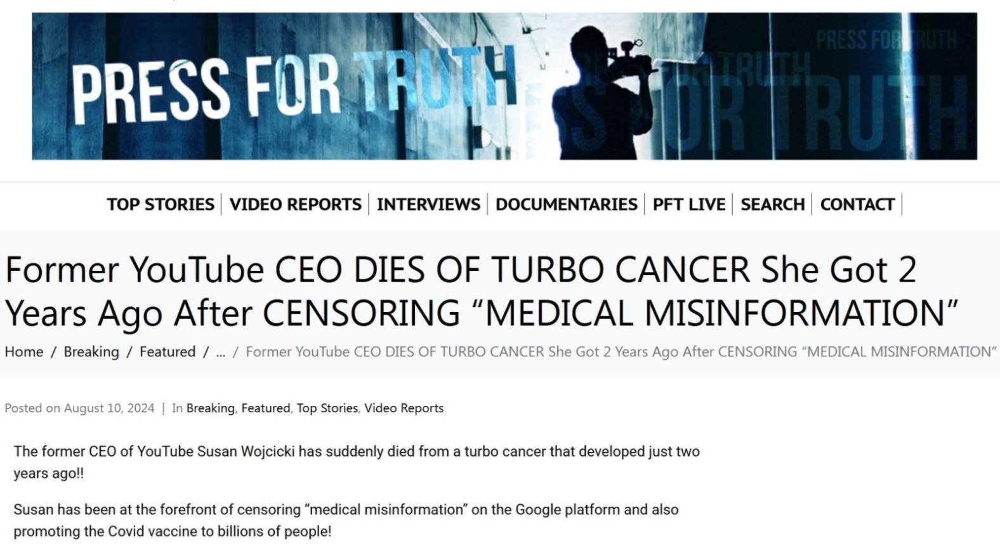 PRESS FOR TRUTH
PRESS FOR TRUTH
TOP STORIES | VIDEO REPORTS | INTERVIEWS | DOCUMENTARIES | PFT LIVE | SEARCH | CONTACT |
Former YouTube CEO DIES OF TURBO CANCER She Got 2
Years Ago After CENSORING “MEDICAL MISINFORMATION”
Home / Breaking / Featured / ... / Former YouTube CEO DIES OF TURBO CANCER She Got 2 Years Ago After CENSORING “MEDICAL MISINFORMATION”
Posted on August 10, 2024 | In Breaking, Featured, Top Stories, Video Reports
The former CEO of YouTube Susan Wojcicki has suddenly died from a turbo cancer that developed just two
years ago!!
Susan has been at the forefront of censoring “medical misinformation” on the Google platform and also
promoting the Covid vaccine to billions of people!